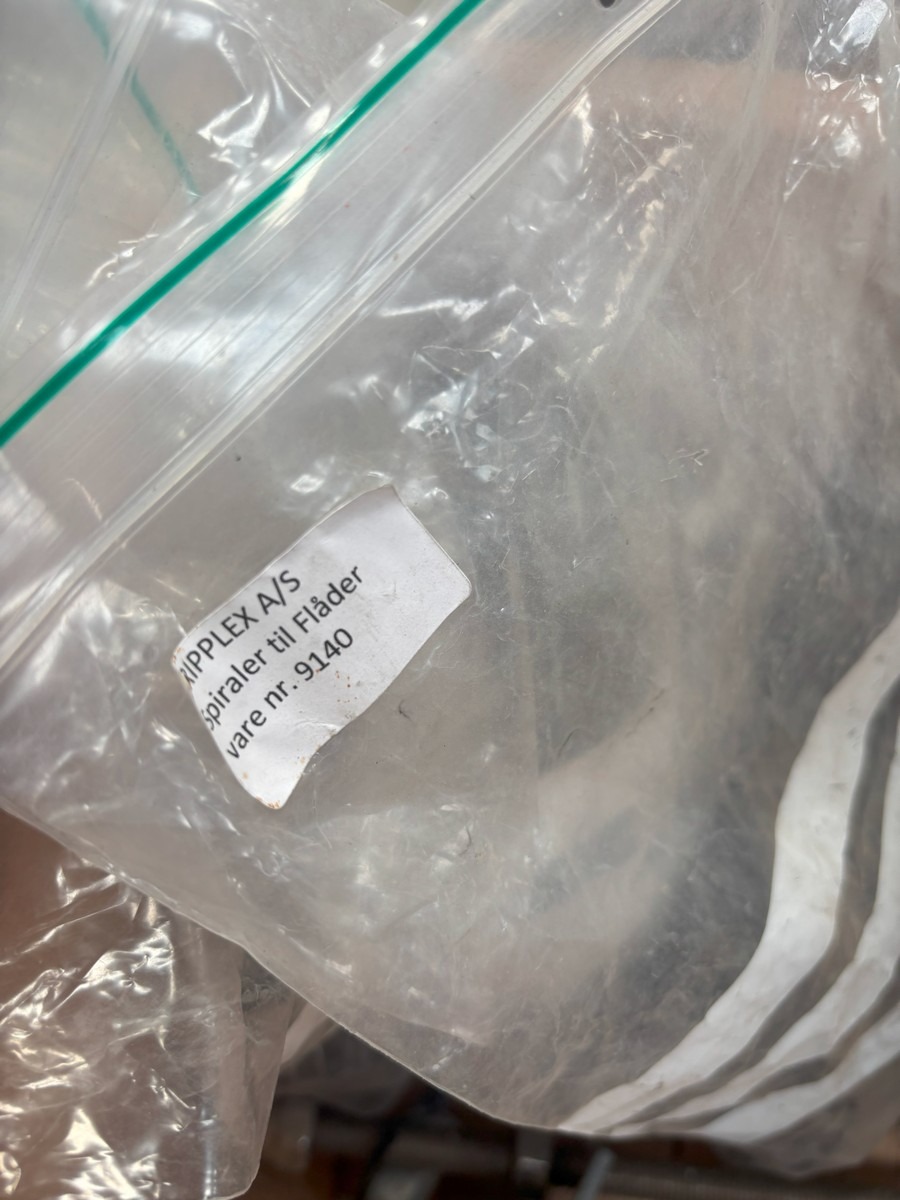 RIPPLEX A/S
Spiraler til Flåder
vare nr. 9140